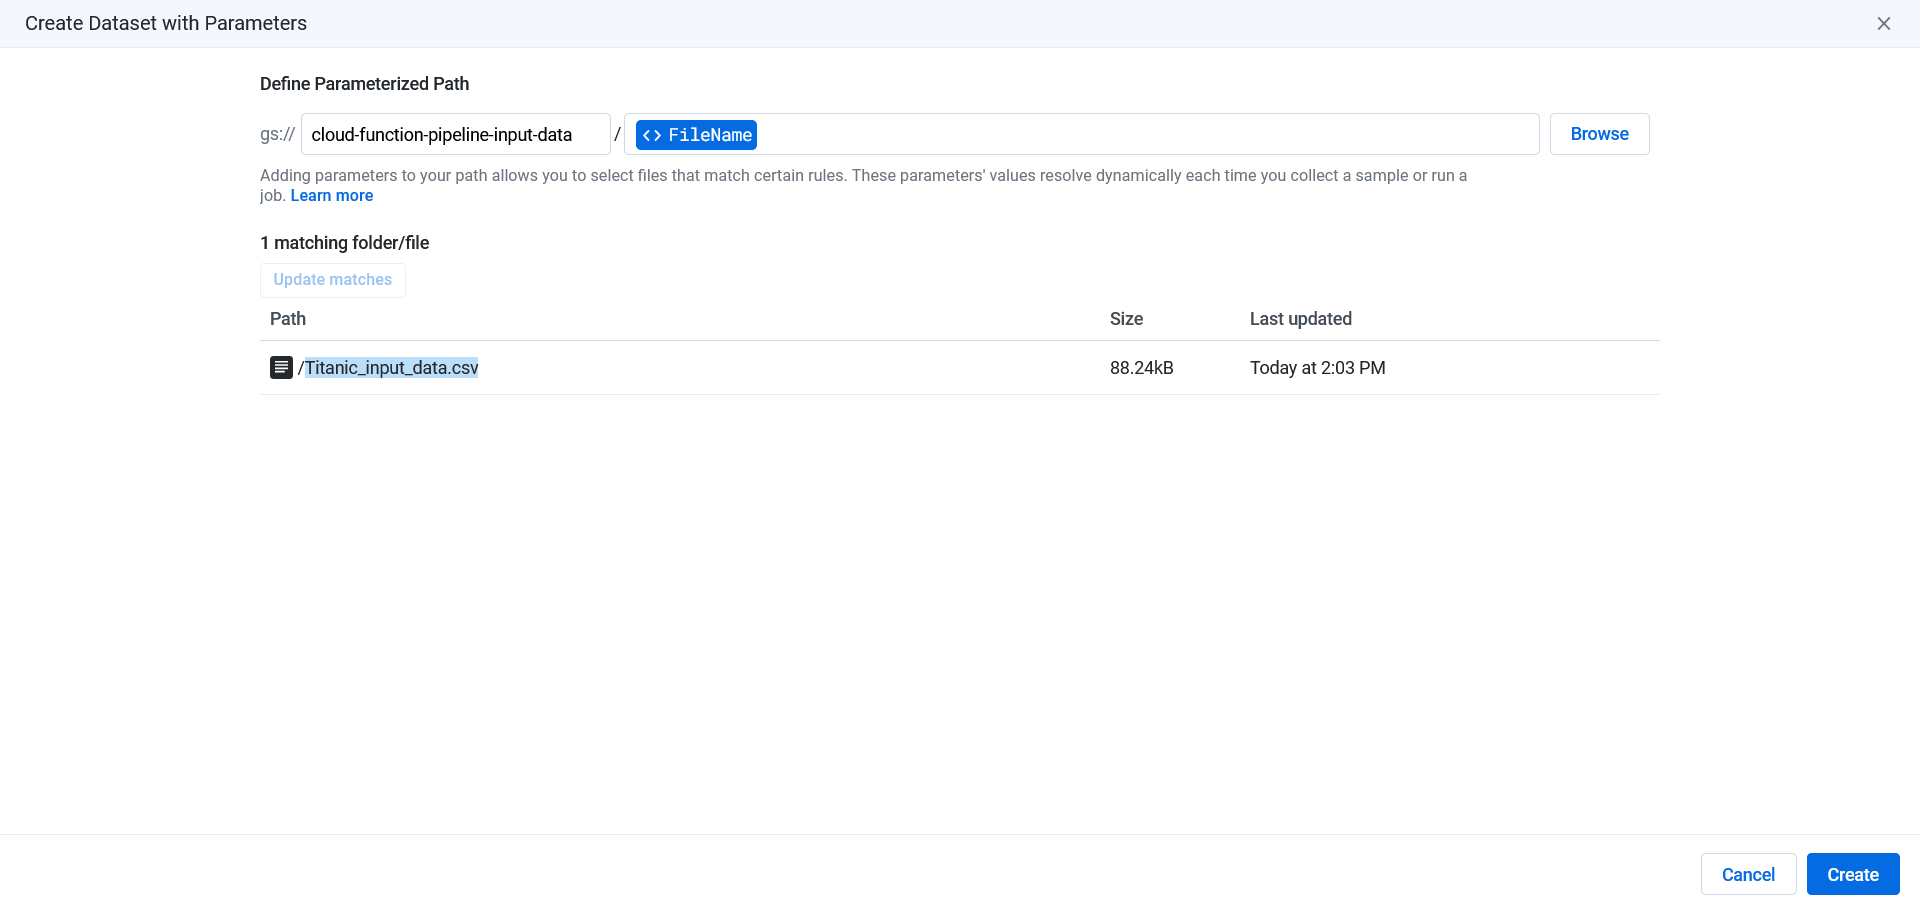 Create Dataset with Parameters
Define Parameterized Path
gs:// cloud-function-pipeline-input-data / <> FileName Browse
Adding parameters to your path allows you to select files that match certain rules. These parameters' values resolve dynamically each time you collect a sample or run a
job. Learn more
1 matching folder/file
Update matches
Path Size Last updated
/Titanic_input_data.csv 88.24kB Today at 2:03 PM
Cancel Create